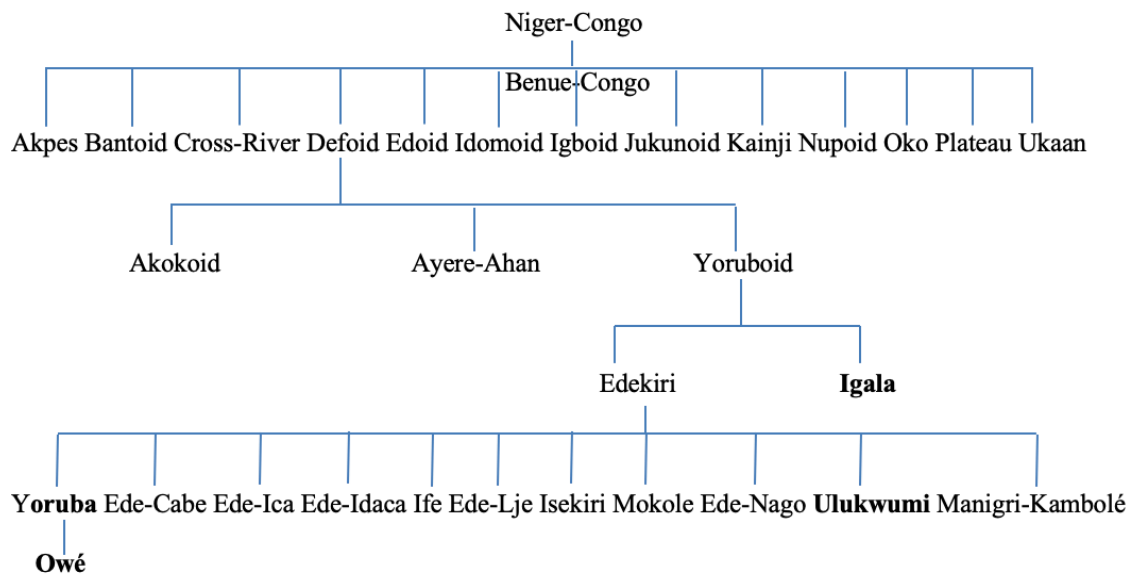 Niger-Congo
Benue-Congo
Akpes Bantoid Cross-River Defoid Edoid Idomoid Igboid Jukunoid Kainji Nupoid Oko Plateau Ukaan
Akokoid Ayere-Ahan Yoruboid
Edekiri Igala
Yoruba Ede-Cabe Ede-Ica Ede-Idaca Ife Ede-Lje Isekiri Mokole Ede-Nago Ulukwumi Manigri-Kambolé
Owé